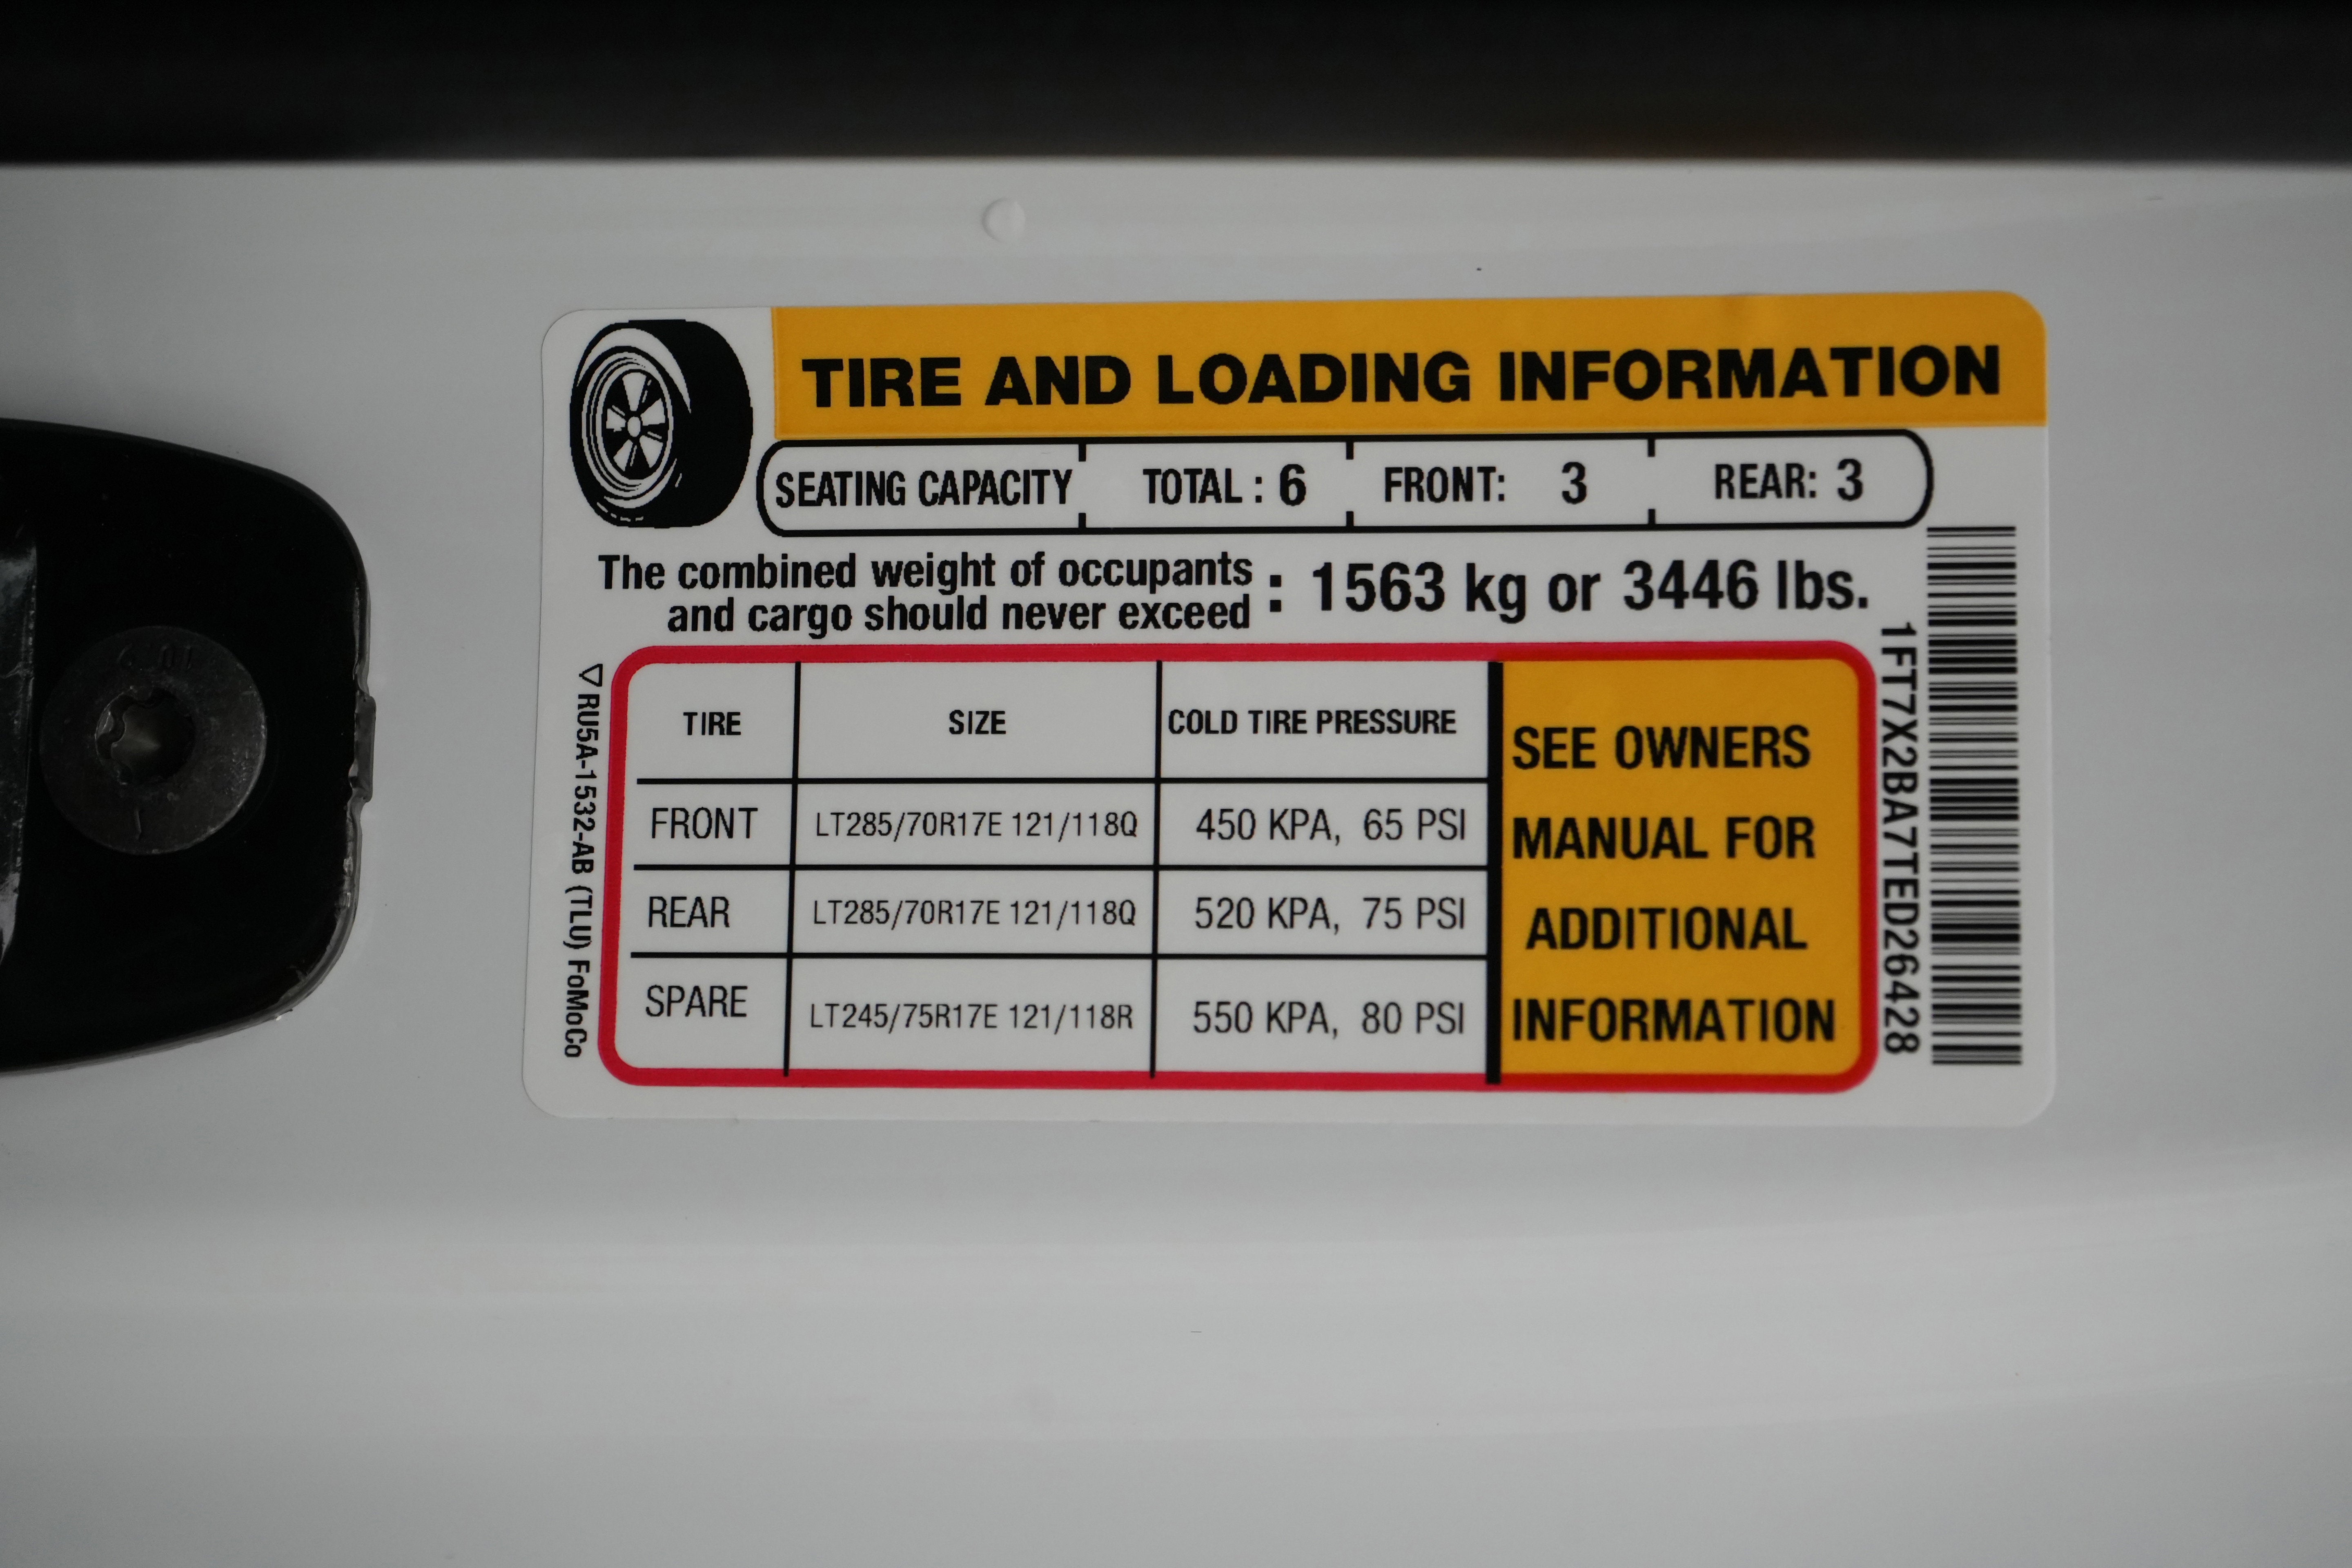 TIRE AND LOADING INFORMATION
SEATING CAPACITY TOTAL : 6 FRONT: 3 REAR: 3
The combined weight of occupants
and cargo should never exceed : 1563 kg or 3446 lbs.
TIRE SIZE COLD TIRE PRESSURE
FRONT LT285/70R17E 121/118Q 450 KPA, 65 PSI
REAR LT285/70R17E 121/118Q 520 KPA, 75 PSI
SPARE LT245/75R17E 121/118R 550 KPA, 80 PSI
SEE OWNERS
MANUAL FOR
ADDITIONAL
INFORMATION
RU5A-1532-AB (TLU) FoMoCo
1FT7X2BA7TED26428